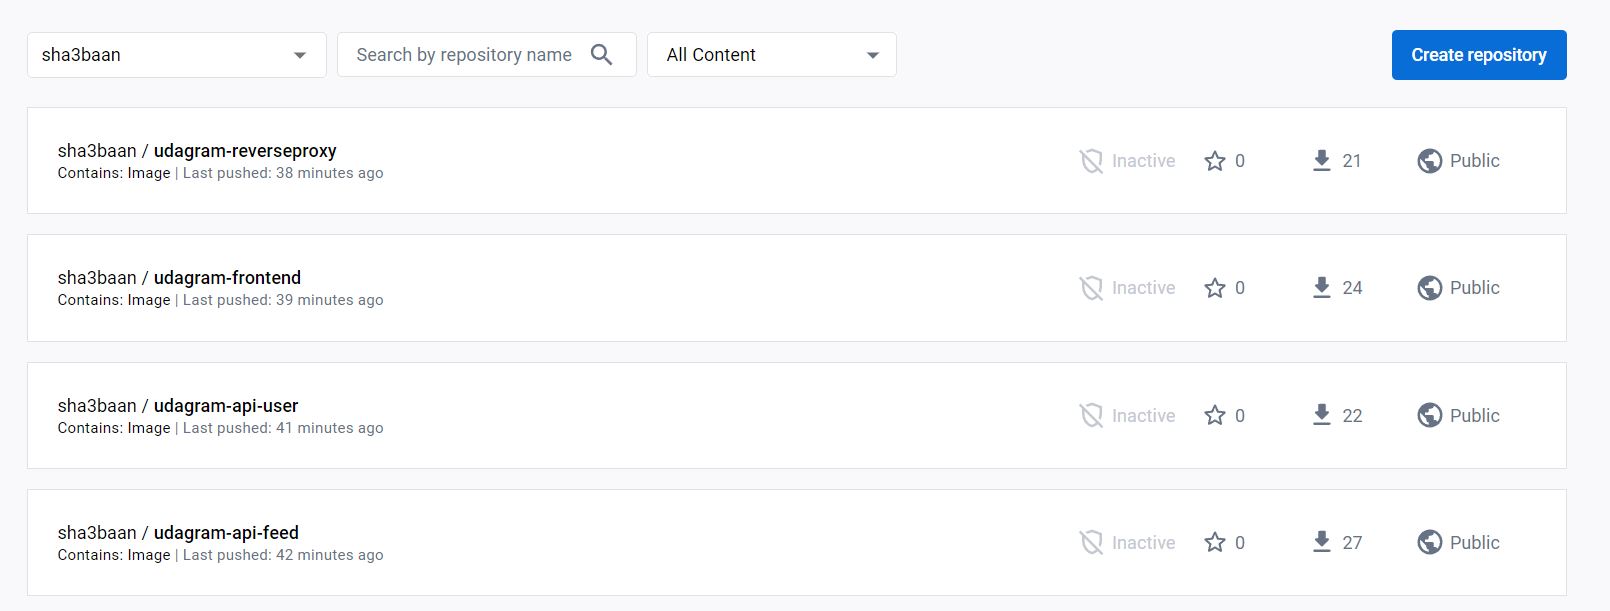 sha3baan
Search by repository name
All Content
Create repository
sha3baan / udagram-reverseproxy
Contains: Image | Last pushed: 38 minutes ago
Inactive
0
21
Public
sha3baan / udagram-frontend
Contains: Image | Last pushed: 39 minutes ago
Inactive
0
24
Public
sha3baan / udagram-api-user
Contains: Image | Last pushed: 41 minutes ago
Inactive
0
22
Public
sha3baan / udagram-api-feed
Contains: Image | Last pushed: 42 minutes ago
Inactive
0
27
Public